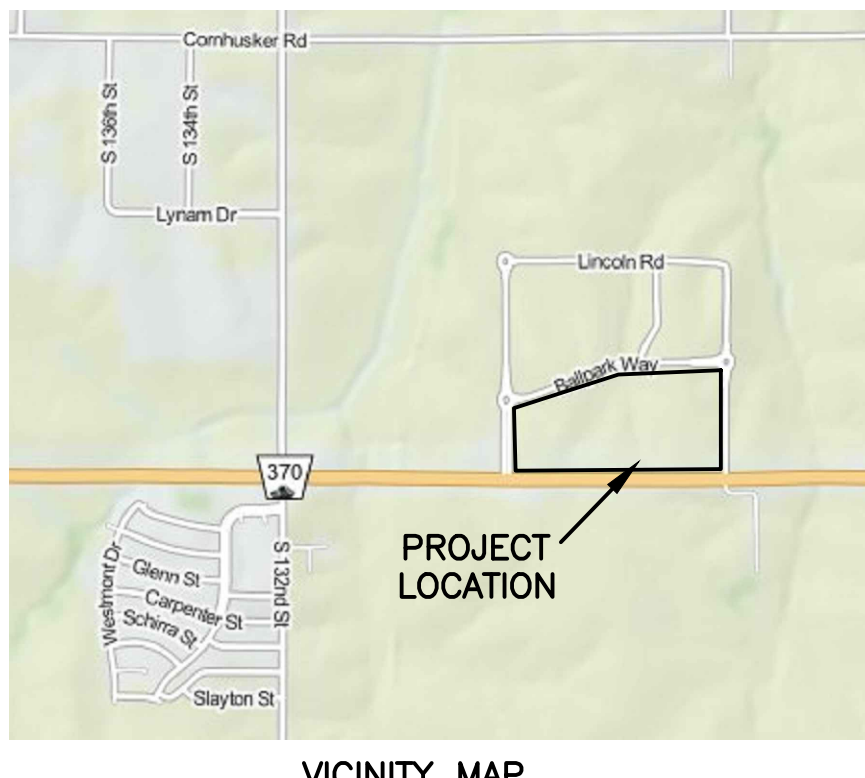 Cornhusker Rd
S 136th St
S 134th St
Lynam Dr
Lincoln Rd
Ballpark Way
370
PROJECT
LOCATION
S 132nd St
Westmont Dr
Glenn St
Carpenter St
Schirra St
Slayton St
VICINITY MAP